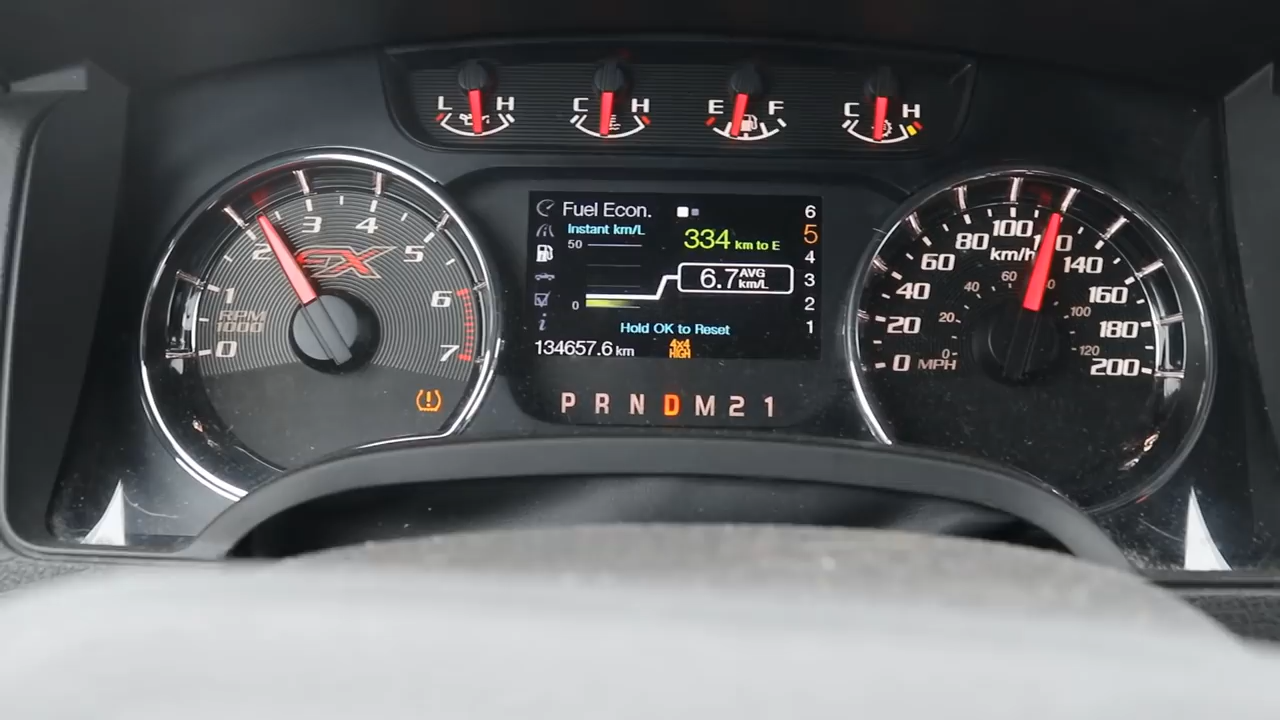 L H C H E F C H
Fuel Econ.
Instant km/L
50
0
334 km to E
6.7 AVG km/L
Hold OK to Reset
134657.6 km
4x4 HIGH
6
5
4
3
2
1
P R N D M 2 1
0 1 2 3 4 5 6 7
RPM 1000
FX
0 20 40 60 80 100 140 160 180 200
km/h
0 20 40 60 100 120
MPH